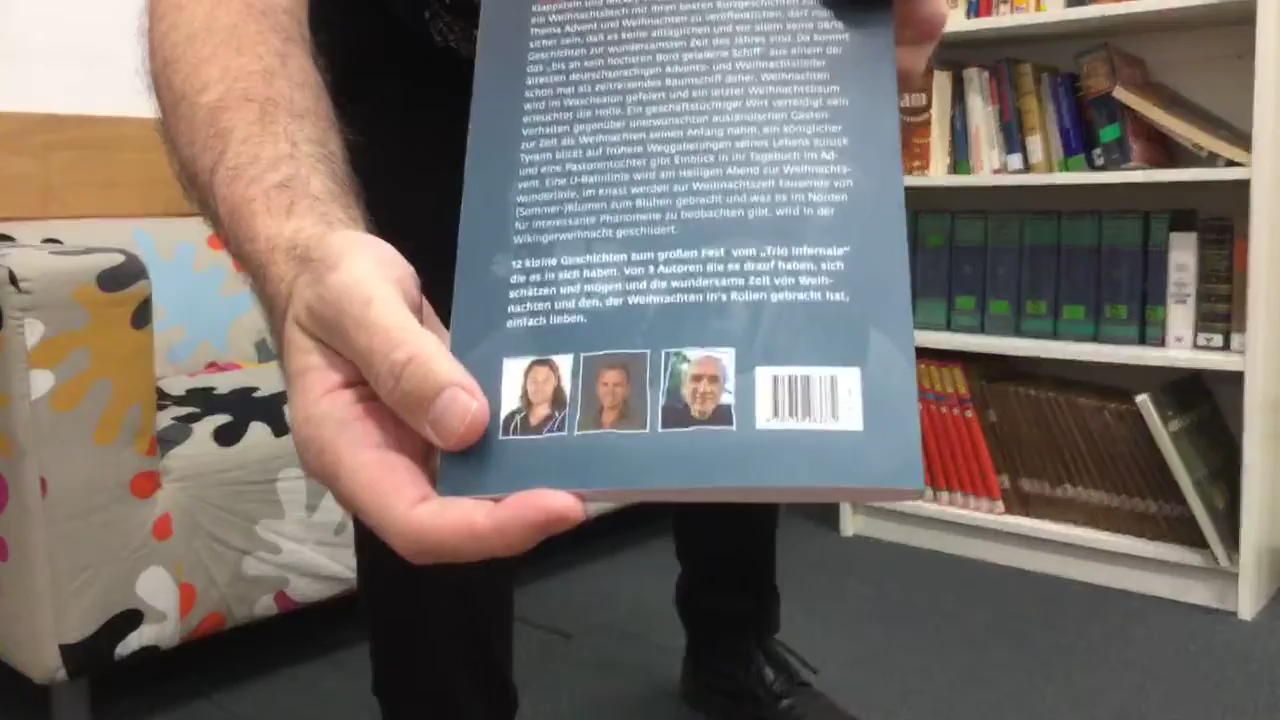 ein Weihnachtsbuch mit ihren besten Kurzgeschichten zum
Thema Advent und Weihnachten zu veröffentlichen, darf man
sicher sein, daß es keine alltäglichen und vor allem keine
Geschichten zur wundersamsten Zeit des Jahres sind. Da kommt
das „bis an sein höchsten Bord geladene Schiff" aus einem der
ältesten deutschsprachigen Advents- und Weihnachtslieder
schon mal als zeitreisendes Raumschiff daher. Weihnachten
wird im Waschsalon gefeiert und ein letzter Weihnachtsbaum
erleuchtet die Hölle. Ein geschäftstüchtiger Wirt verteidigt sein
Verhalten gegenüber unerwünschten ausländischen Gästen
zur Zeit als Weihnachten seinen Anfang nahm, ein königlicher
Tyrann blickt auf frühere Weggabelungen seines Lebens zurück
und eine Pastorentochter gibt Einblick in ihr Tagebuch im Ad-
vent. Eine U-Bahnlinie wird am Heiligen Abend zur Weihnachts-
wunderlinie, im Knast werden zur Weihnachtszeit tausende von
(Sommer-)Blumen zum Blühen gebracht und was es im Norden
für interessante Phänomene zu beobachten gibt, wird in der
Wikingerweihnacht geschildert.
12 kleine Geschichten zum großen Fest vom „Trio Infernale"
die es in sich haben. Von 3 Autoren die es drauf haben, sich
schätzen und mögen und die wundersame Zeit von Weih-
nachten und den, der Weihnachten in's Rollen gebracht hat,
einfach lieben.